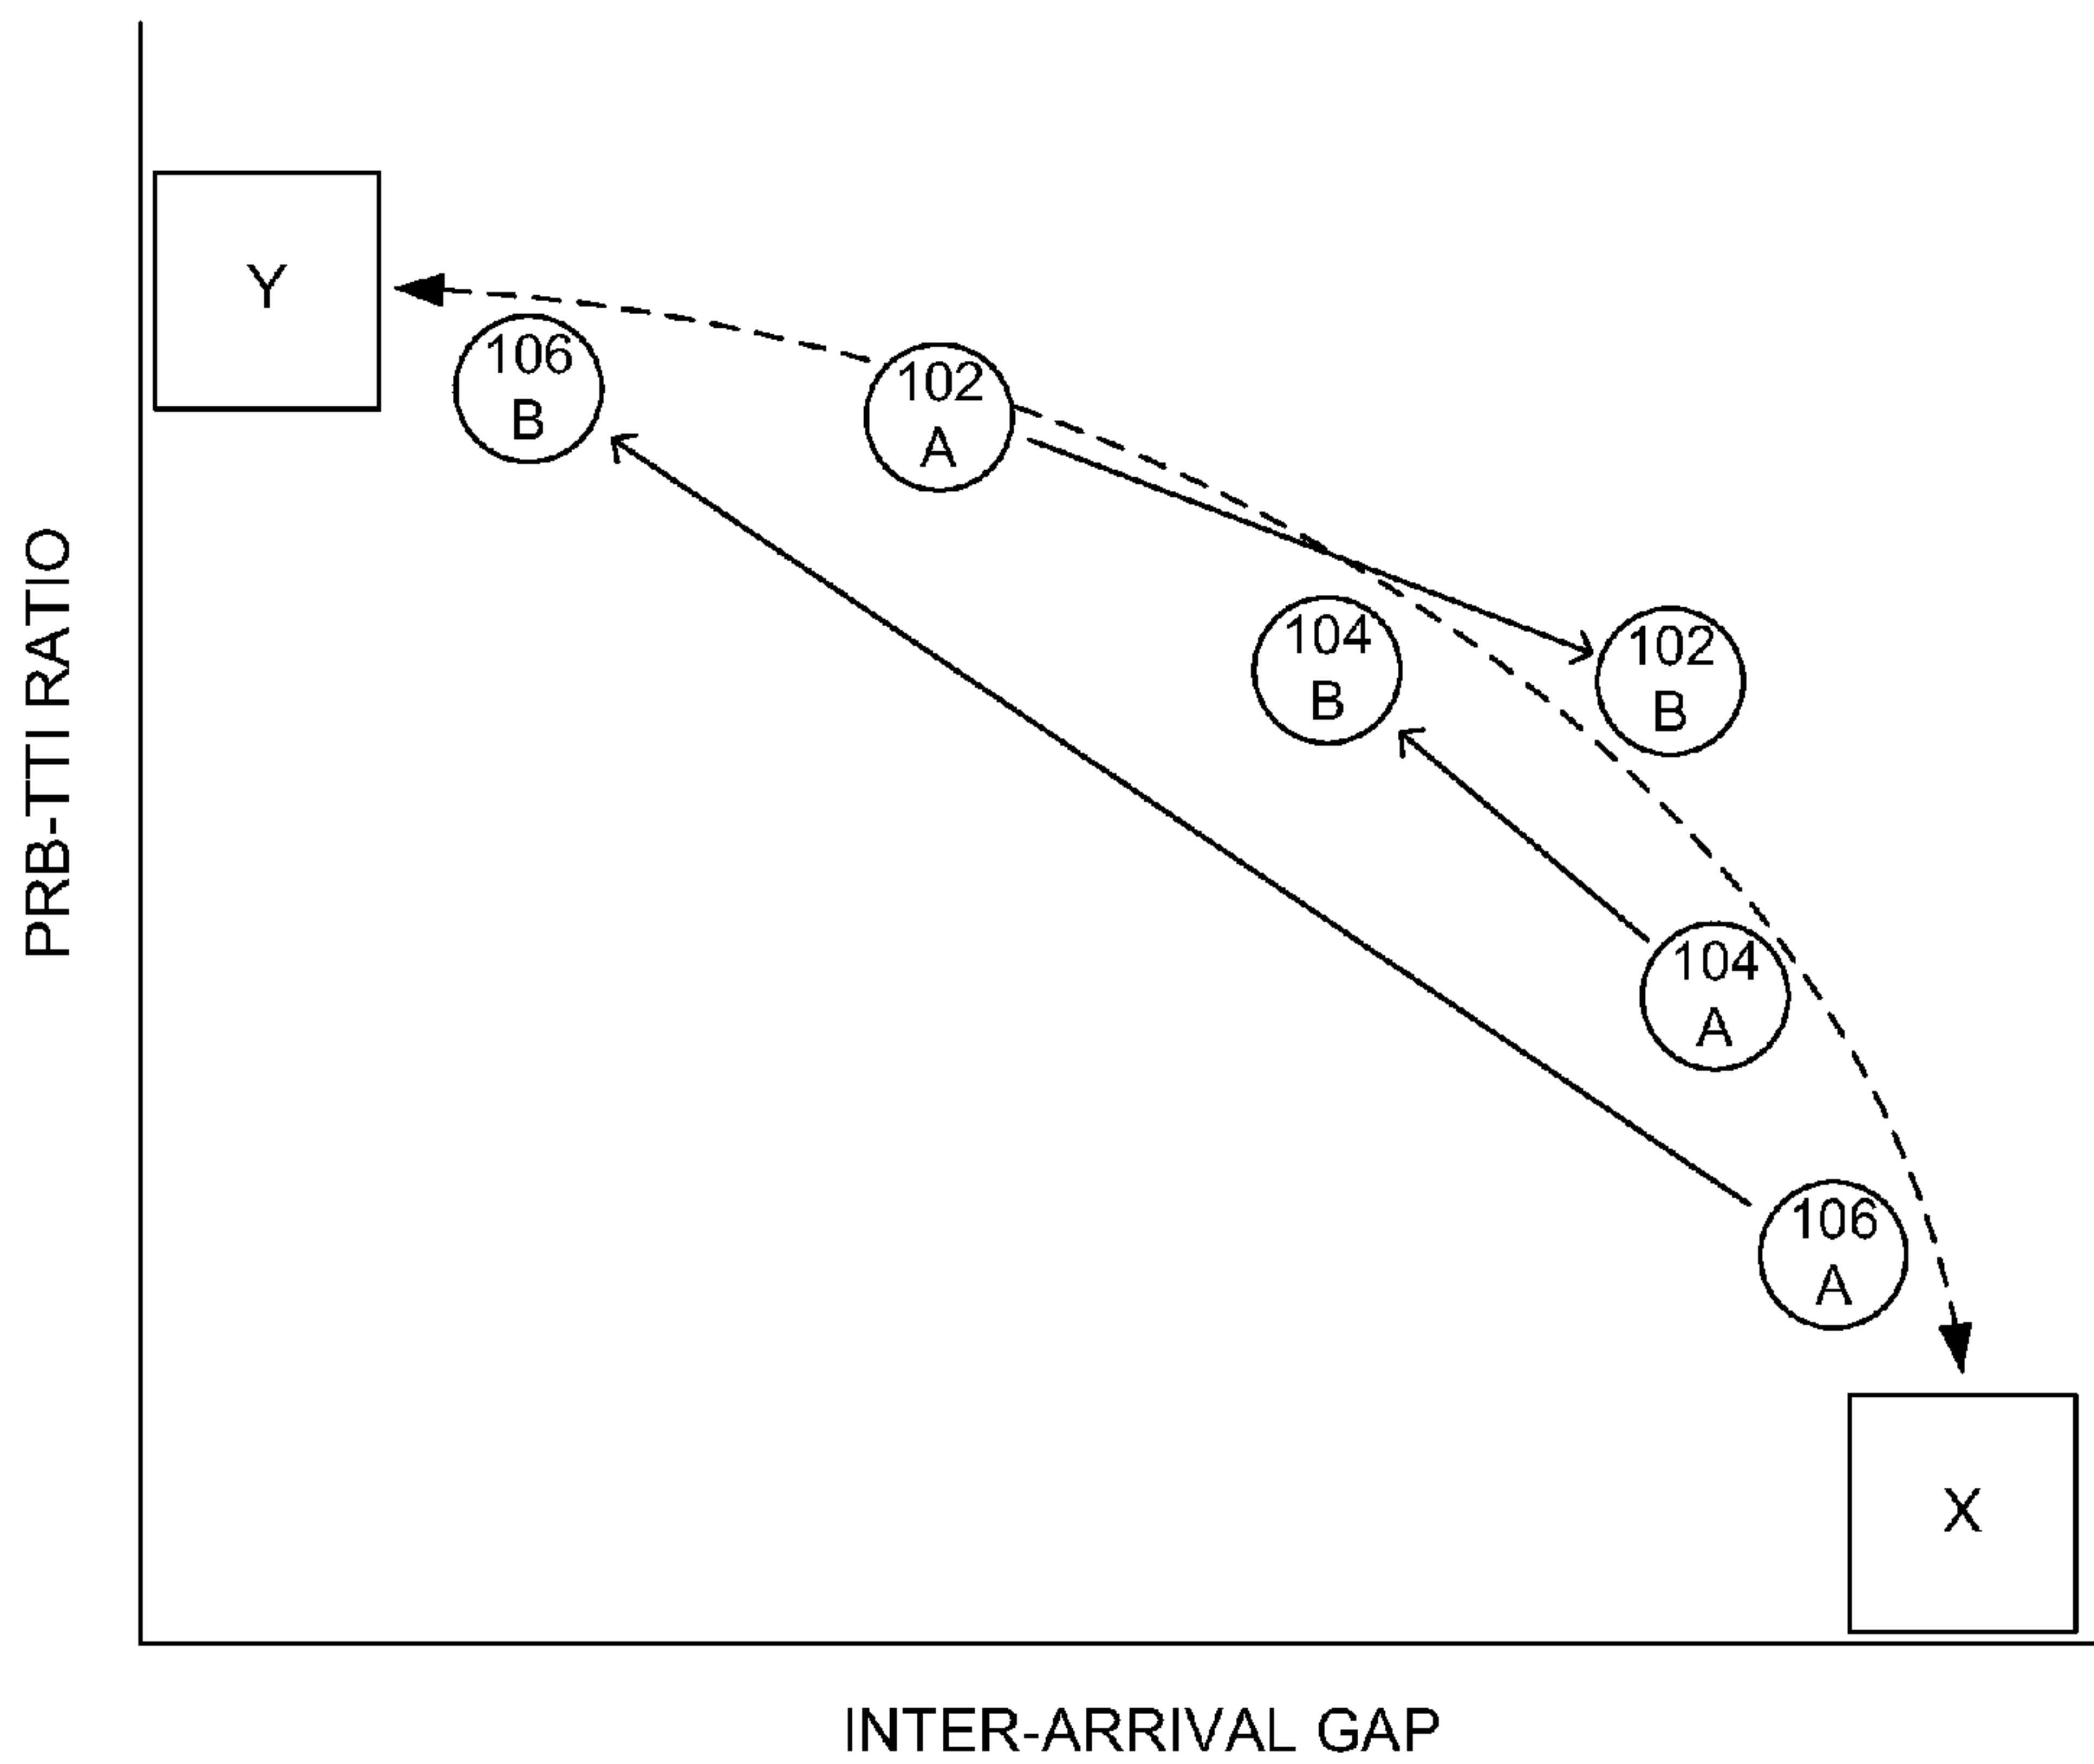 PRB-TTI RATIO
Y
106
B
102
A
104
B
102
B
104
A
106
A
X
INTER-ARRIVAL GAP